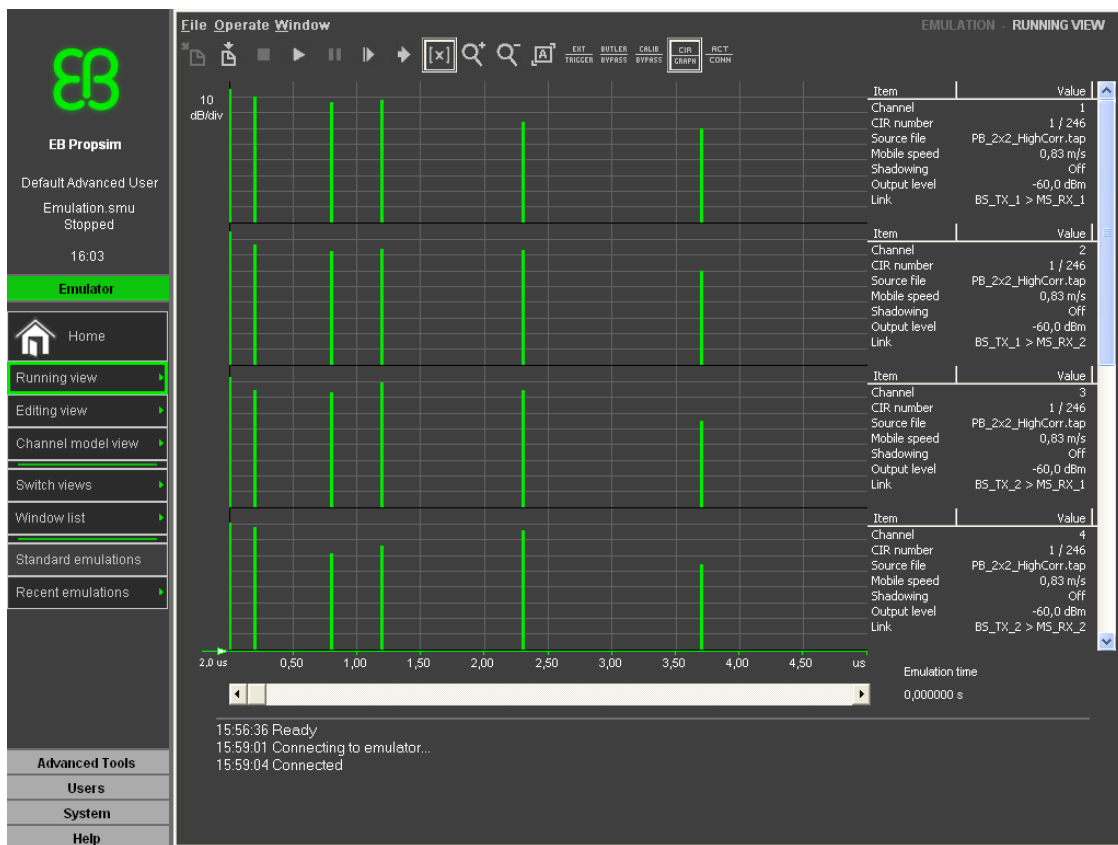 File Operate Window
EMULATION - RUNNING VIEW
EB
EB Propsim
Default Advanced User
Emulation.smu
Stopped
16:03
Emulator
Home
Running view
Editing view
Channel model view
Switch views
Window list
Standard emulations
Recent emulations
Advanced Tools
Users
System
Help
[x]
A
EXT TRIGGER
BUTLER BYPASS
CALIB BYPASS
CIR GRAPH
ACT CONN
10
dB/div
Item Value
Channel 1
CIR number 1 / 246
Source file PB_2x2_HighCorr.tap
Mobile speed 0,83 m/s
Shadowing Off
Output level -60,0 dBm
Link BS_TX_1 > MS_RX_1
Item Value
Channel 2
CIR number 1 / 246
Source file PB_2x2_HighCorr.tap
Mobile speed 0,83 m/s
Shadowing Off
Output level -60,0 dBm
Link BS_TX_1 > MS_RX_2
Item Value
Channel 3
CIR number 1 / 246
Source file PB_2x2_HighCorr.tap
Mobile speed 0,83 m/s
Shadowing Off
Output level -60,0 dBm
Link BS_TX_2 > MS_RX_1
Item Value
Channel 4
CIR number 1 / 246
Source file PB_2x2_HighCorr.tap
Mobile speed 0,83 m/s
Shadowing Off
Output level -60,0 dBm
Link BS_TX_2 > MS_RX_2
2,0 us 0,50 1,00 1,50 2,00 2,50 3,00 3,50 4,00 4,50 us
Emulation time
0,000000 s
15:56:36 Ready
15:59:01 Connecting to emulator...
15:59:04 Connected